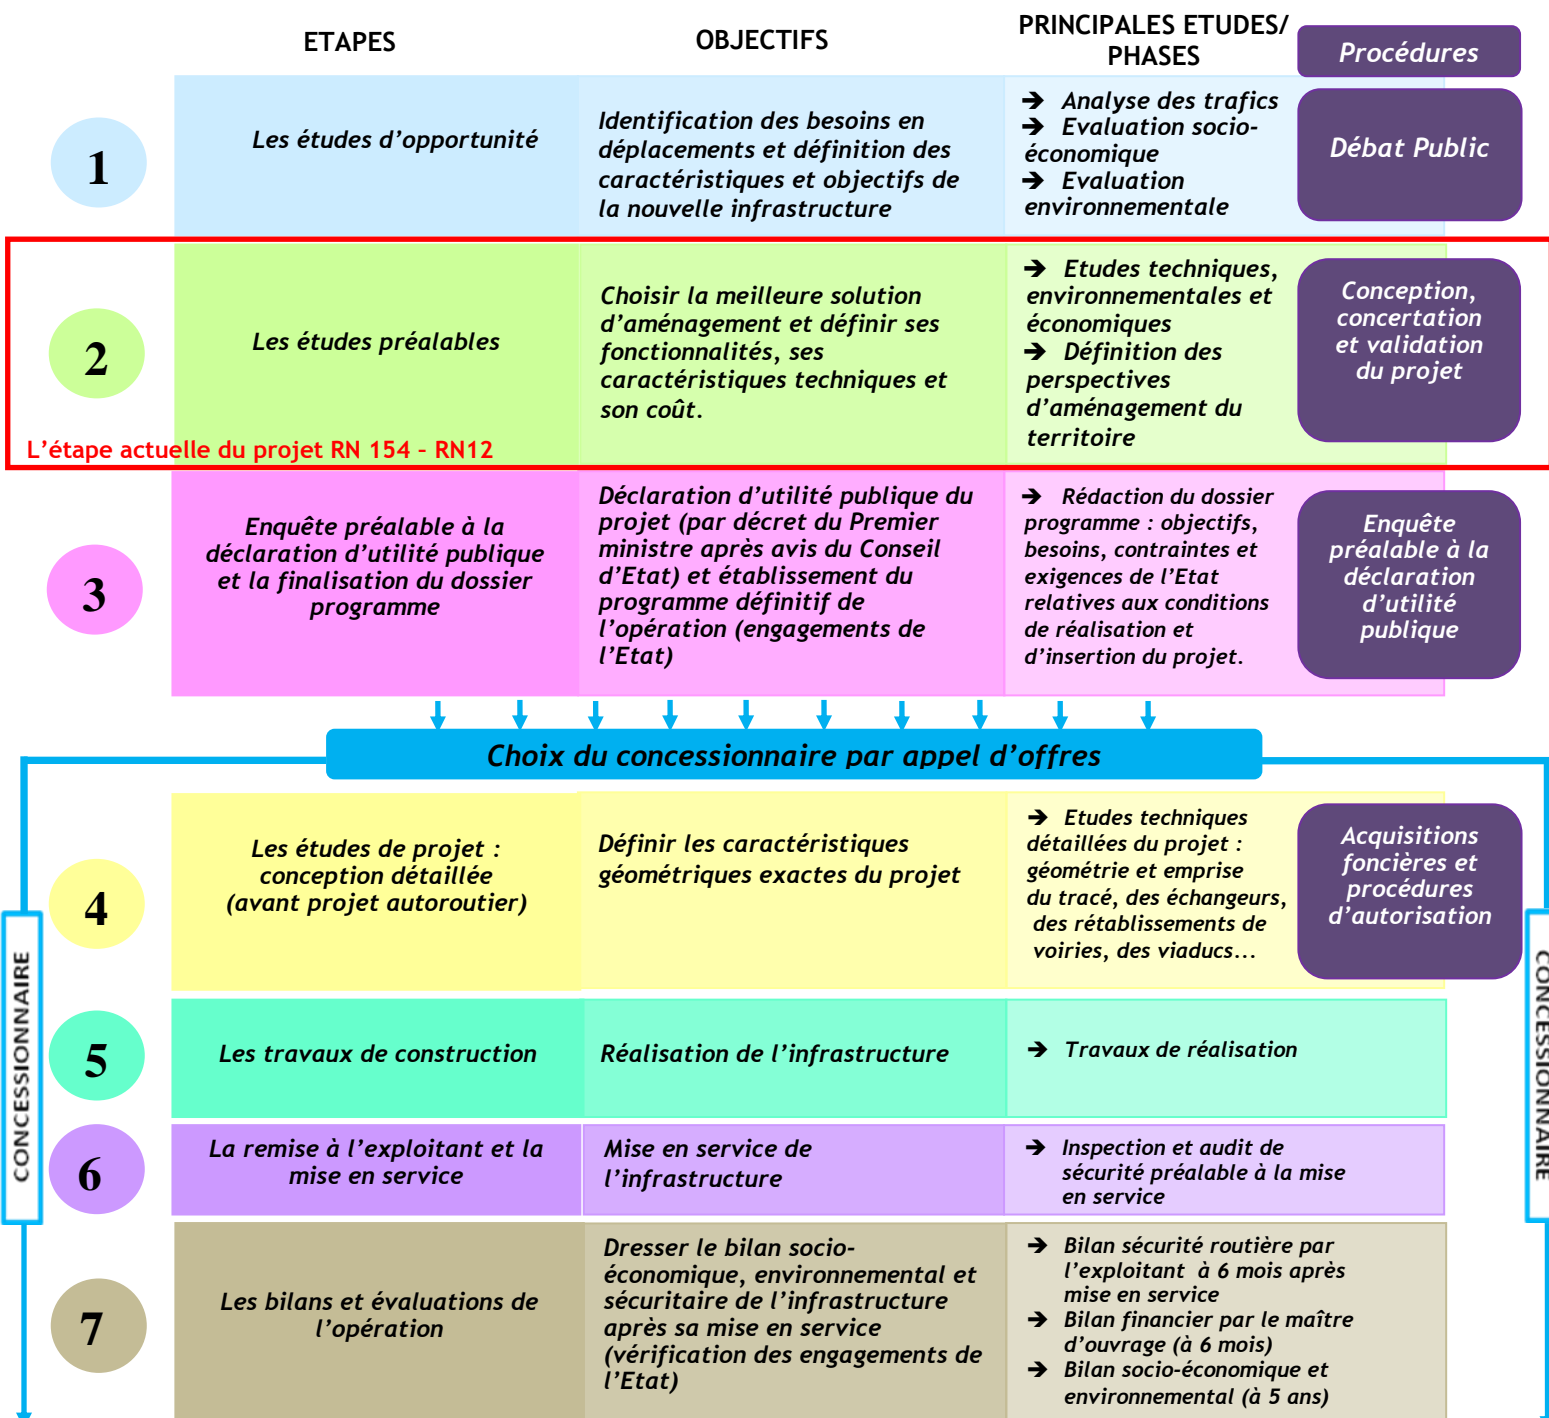 ETAPES
OBJECTIFS
PRINCIPALES ETUDES/
PHASES
Procédures
1
Les études d’opportunité
Identification des besoins en
déplacements et définition des
caractéristiques et objectifs de
la nouvelle infrastructure
➔ Analyse des trafics
➔ Evaluation socio-
économique
➔ Evaluation
environnementale
Débat Public
2
Les études préalables
Choisir la meilleure solution
d’aménagement et définir ses
fonctionnalités, ses
caractéristiques techniques et
son coût.
➔ Etudes techniques,
environnementales et
économiques
➔ Définition des
perspectives
d’aménagement du
territoire
Conception,
concertation
et validation
du projet
L’étape actuelle du projet RN 154 – RN12
3
Enquête préalable à la
déclaration d’utilité publique
et la finalisation du dossier
programme
Déclaration d’utilité publique du
projet (par décret du Premier
ministre après avis du Conseil
d’Etat) et établissement du
programme définitif de
l’opération (engagements de
l’Etat)
➔ Rédaction du dossier
programme : objectifs,
besoins, contraintes et
exigences de l’Etat
relatives aux conditions
de réalisation et
d’insertion du projet.
Enquête
préalable à la
déclaration
d’utilité
publique
Choix du concessionnaire par appel d’offres
CONCESSIONNAIRE
4
Les études de projet :
conception détaillée
(avant projet autoroutier)
Définir les caractéristiques
géométriques exactes du projet
➔ Etudes techniques
détaillées du projet :
géométrie et emprise
du tracé, des échangeurs,
des rétablissements de
voiries, des viaducs...
Acquisitions
foncières et
procédures
d’autorisation
CONCESSIONNAIRE
5
Les travaux de construction
Réalisation de l’infrastructure
➔ Travaux de réalisation
6
La remise à l’exploitant et la
mise en service
Mise en service de
l’infrastructure
➔ Inspection et audit de
sécurité préalable à la mise
en service
7
Les bilans et évaluations de
l’opération
Dresser le bilan socio-
économique, environnemental et
sécuritaire de l’infrastructure
après sa mise en service
(vérification des engagements de
l’Etat)
➔ Bilan sécurité routière par
l’exploitant à 6 mois après
mise en service
➔ Bilan financier par le maître
d’ouvrage (à 6 mois)
➔ Bilan socio-économique et
environnemental (à 5 ans)